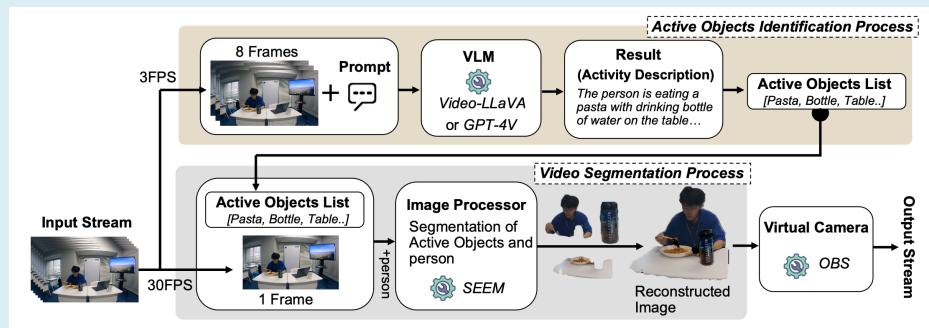 Active Objects Identification Process
8 Frames
3FPS
+
Prompt
VLM
Video-LLaVA
or GPT-4V
Result
(Activity Description)
The person is eating a
pasta with drinking bottle
of water on the table…
Active Objects List
[Pasta, Bottle, Table..]
Video Segmentation Process
Input Stream
30FPS
Active Objects List
[Pasta, Bottle, Table..]
1 Frame
+person
Image Processor
Segmentation of
Active Objects and
person
SEEM
Reconstructed
Image
Virtual Camera
OBS
Output Stream